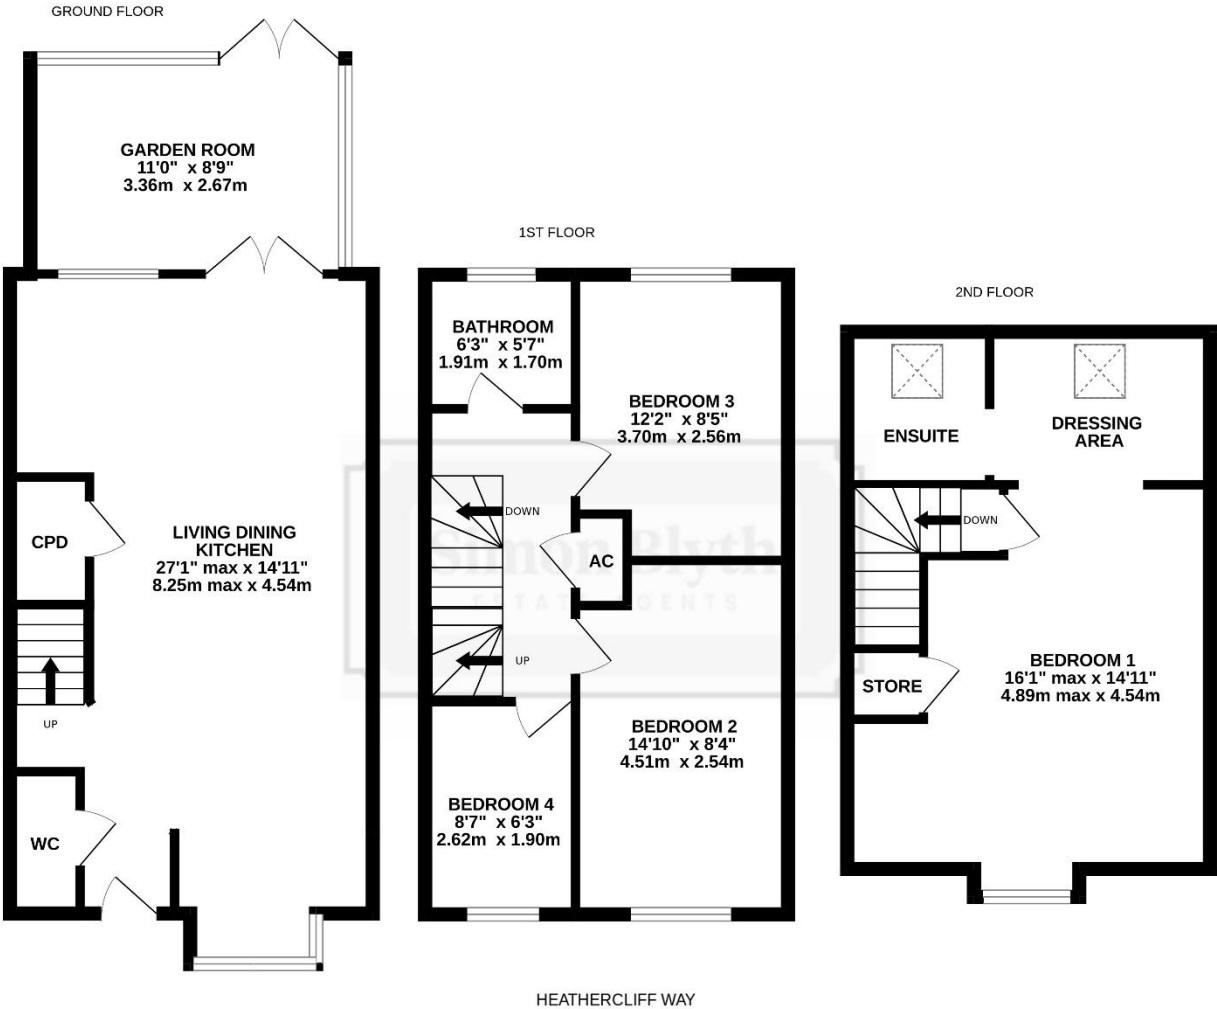 GROUND FLOOR
GARDEN ROOM
11'0" x 8'9"
3.36m x 2.67m
LIVING DINING
KITCHEN
27'1" max x 14'11"
8.25m max x 4.54m
CPD
UP
WC
1ST FLOOR
BATHROOM
6'3" x 5'7"
1.91m x 1.70m
BEDROOM 3
12'2" x 8'5"
3.70m x 2.56m
DOWN
AC
UP
BEDROOM 2
14'10" x 8'4"
4.51m x 2.54m
BEDROOM 4
8'7" x 6'3"
2.62m x 1.90m
Simon Blyth
ESTATE AGENTS
2ND FLOOR
ENSUITE
DRESSING
AREA
DOWN
BEDROOM 1
16'1" max x 14'11"
4.89m max x 4.54m
STORE
HEATHERCLIFF WAY